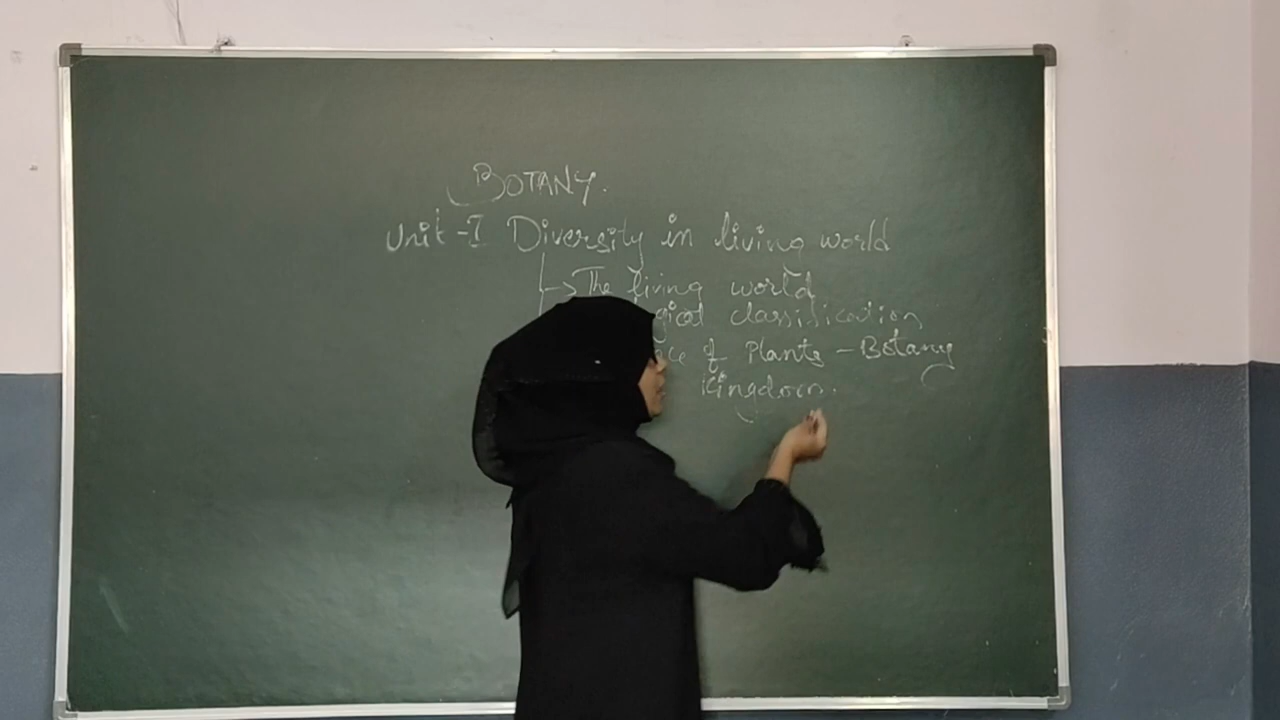 BOTANY.
Unit-I Diversity in living world
→ The living world
gical classification
ce of Plants - Botany
Kingdom.